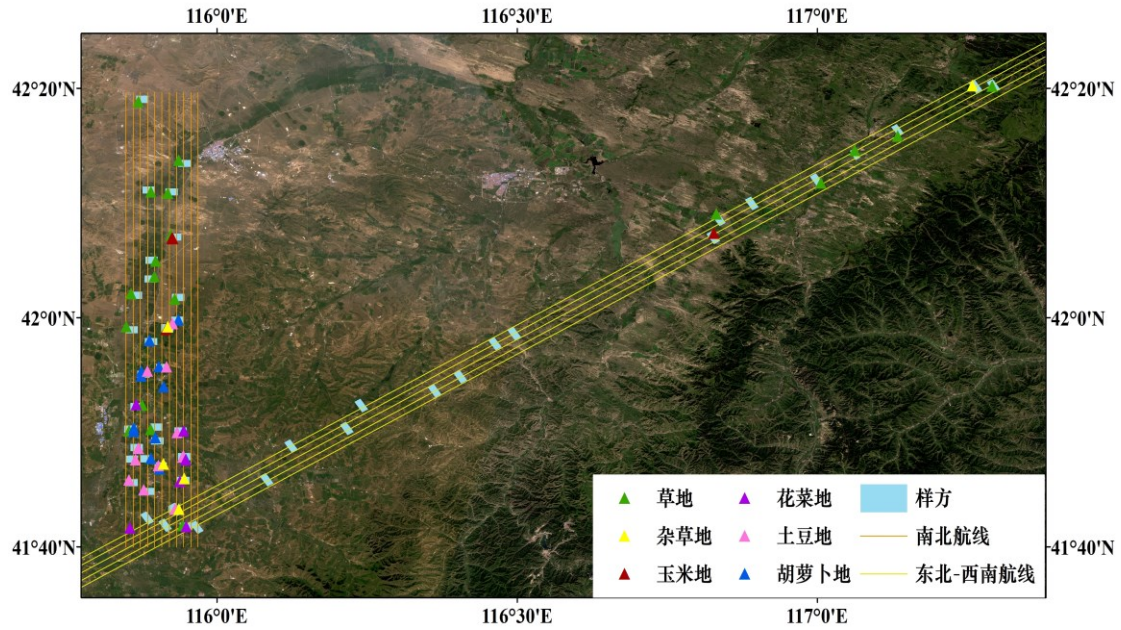 116°0'E 116°30'E 117°0'E
42°20'N 42°20'N
42°0'N 42°0'N
41°40'N 41°40'N
草地 花菜地 样方
杂草地 土豆地 南北航线
玉米地 胡萝卜地 东北-西南航线
116°0'E 116°30'E 117°0'E